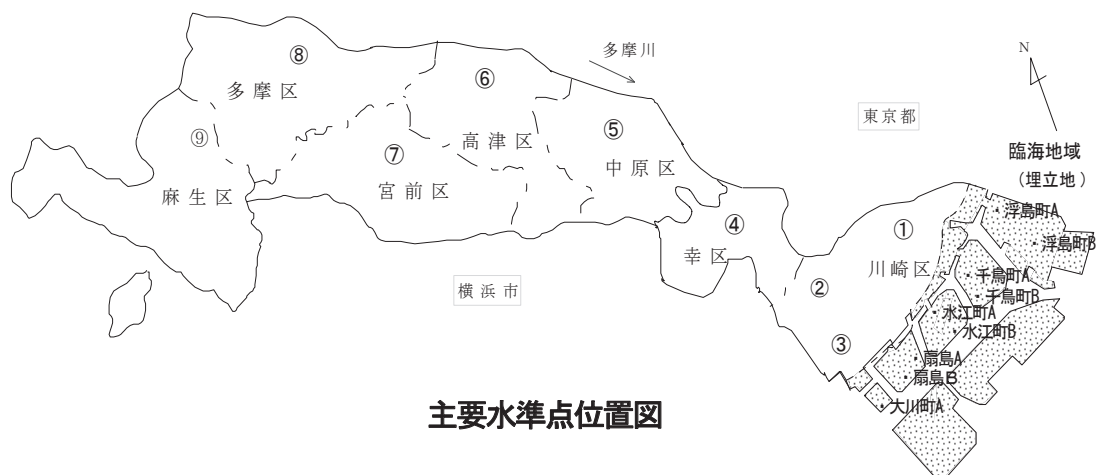 ⑧
多摩区
⑨
麻生区
⑥
高津区
⑦
宮前区
多摩川
⑤
中原区
④
幸区
東京都
横浜市
N
臨海地域
(埋立地)
①
川崎区
②
③
浮島町A
浮島町B
千鳥町A
千鳥町B
水江町A
水江町B
扇島A
扇島B
大川町A
主要水準点位置図